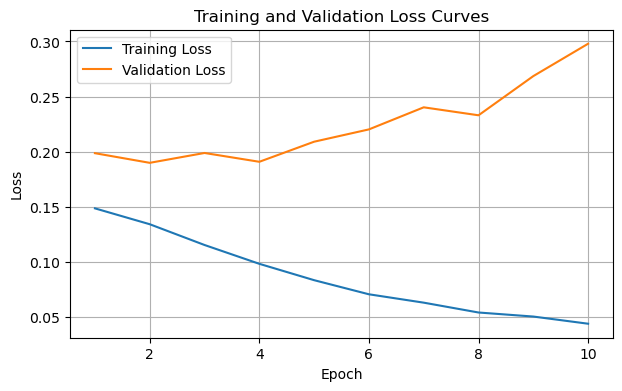 Training and Validation Loss Curves
Training Loss
Validation Loss
0.30
0.25
0.20
0.15
0.10
0.05
Loss
2 4 6 8 10
Epoch